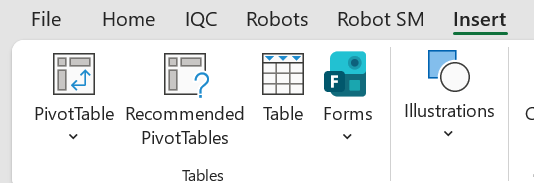 File Home IQC Robots Robot SM Insert
PivotTable Recommended PivotTables Table Forms Illustrations
Tables